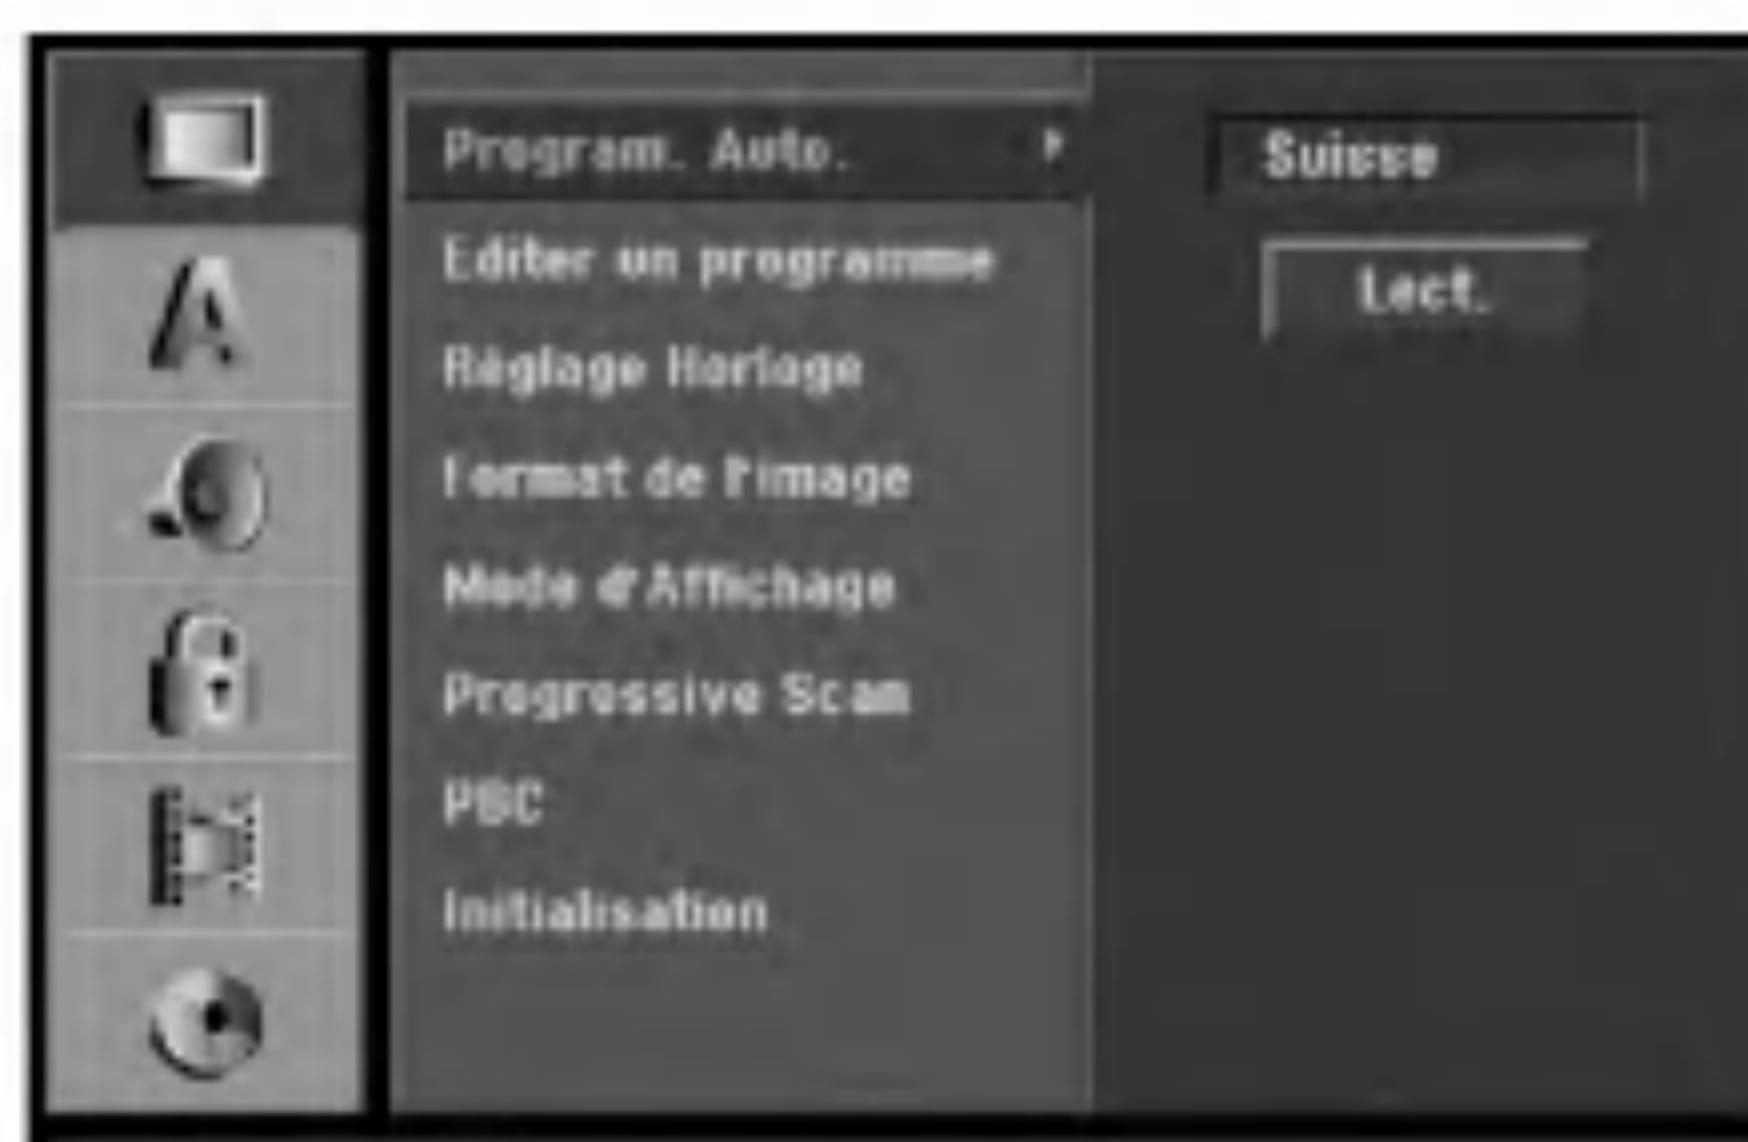 Program. Auto.
Suisse
Editer un programme
Lect.
Réglage Horloge
Format de l'image
Mode d'Affichage
Progressive Scan
PBC
Initialisation